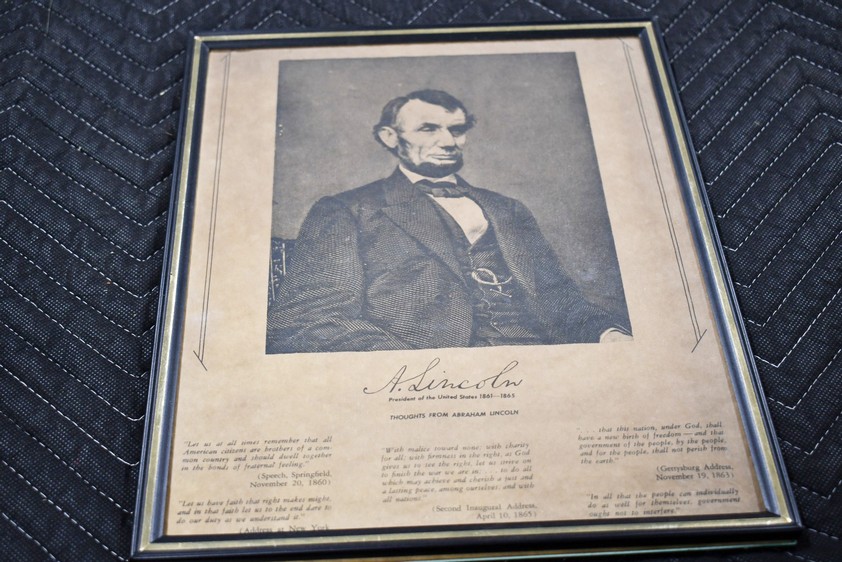 A. Lincoln
President of the United States 1861—1865
THOUGHTS FROM ABRAHAM LINCOLN
"Let us at all times remember that all
American citizens are brothers of a com-
mon country and should dwell together
in the bonds of fraternal feeling."
(Speech, Springfield,
November 20, 1860)
"Let us have faith that right makes might,
and in that faith let us to the end dare to
do our duty as we understand it."
(Address at New York
"With malice toward none, with charity
for all; with firmness in the right, as God
gives us to see the right, let us strive on
to finish the war we are in. . . . to do all
which may achieve and cherish a just and
a lasting peace, among ourselves, and with
all nations."
(Second Inaugural Address,
April 10, 1865)
". . . that this nation, under God, shall
have a new birth of freedom—and that
government of the people, by the people,
and for the people, shall not perish from
the earth."
(Gettysburg Address,
November 19, 1863)
"In all that the people can individually
do as well for themselves, government
ought not to interfere."